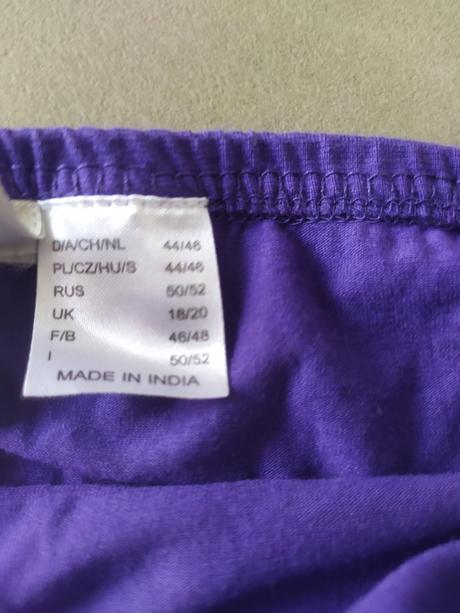 D/A/CH/NL 44/46
PL/CZ/HU/S 44/46
RUS 50/52
UK 18/20
F/B 46/48
I 50/52
MADE IN INDIA